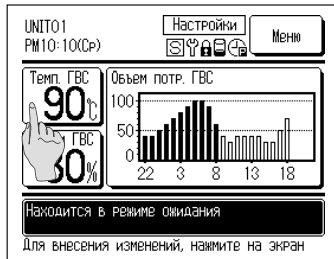 UNIT01
PM10:10(Ср)
Настройки
Меню
Темп. ГВС
90°C
ГВС
0%
Объем потр. ГВС
100
50
0
22 3 8 13 18
Находится в режиме ожидания
Для внесения изменений, нажмите на экран